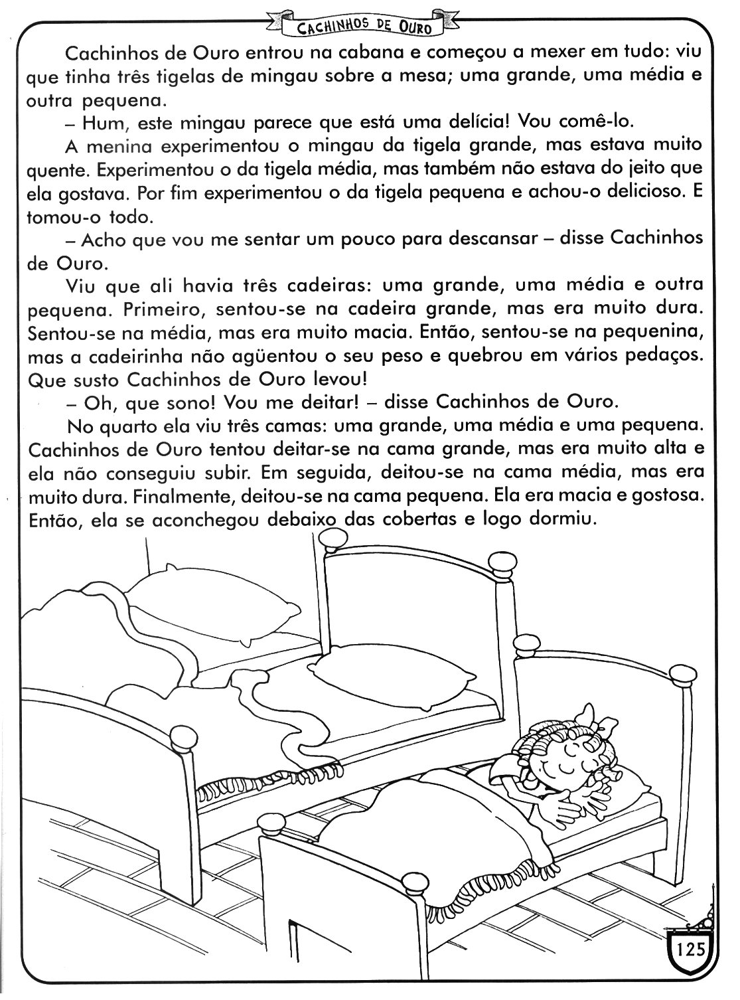 CACHINHOS DE OURO
Cachinhos de Ouro entrou na cabana e começou a mexer em tudo: viu
que tinha três tigelas de mingau sobre a mesa; uma grande, uma média e
outra pequena.
– Hum, este mingau parece que está uma delícia! Vou comê-lo.
A menina experimentou o mingau da tigela grande, mas estava muito
quente. Experimentou o da tigela média, mas também não estava do jeito que
ela gostava. Por fim experimentou o da tigela pequena e achou-o delicioso. E
tomou-o todo.
– Acho que vou me sentar um pouco para descansar – disse Cachinhos
de Ouro.
Viu que ali havia três cadeiras: uma grande, uma média e outra
pequena. Primeiro, sentou-se na cadeira grande, mas era muito dura.
Sentou-se na média, mas era muito macia. Então, sentou-se na pequenina,
mas a cadeirinha não agüentou o seu peso e quebrou em vários pedaços.
Que susto Cachinhos de Ouro levou!
– Oh, que sono! Vou me deitar! – disse Cachinhos de Ouro.
No quarto ela viu três camas: uma grande, uma média e uma pequena.
Cachinhos de Ouro tentou deitar-se na cama grande, mas era muito alta e
ela não conseguiu subir. Em seguida, deitou-se na cama média, mas era
muito dura. Finalmente, deitou-se na cama pequena. Ela era macia e gostosa.
Então, ela se aconchegou debaixo das cobertas e logo dormiu.
125